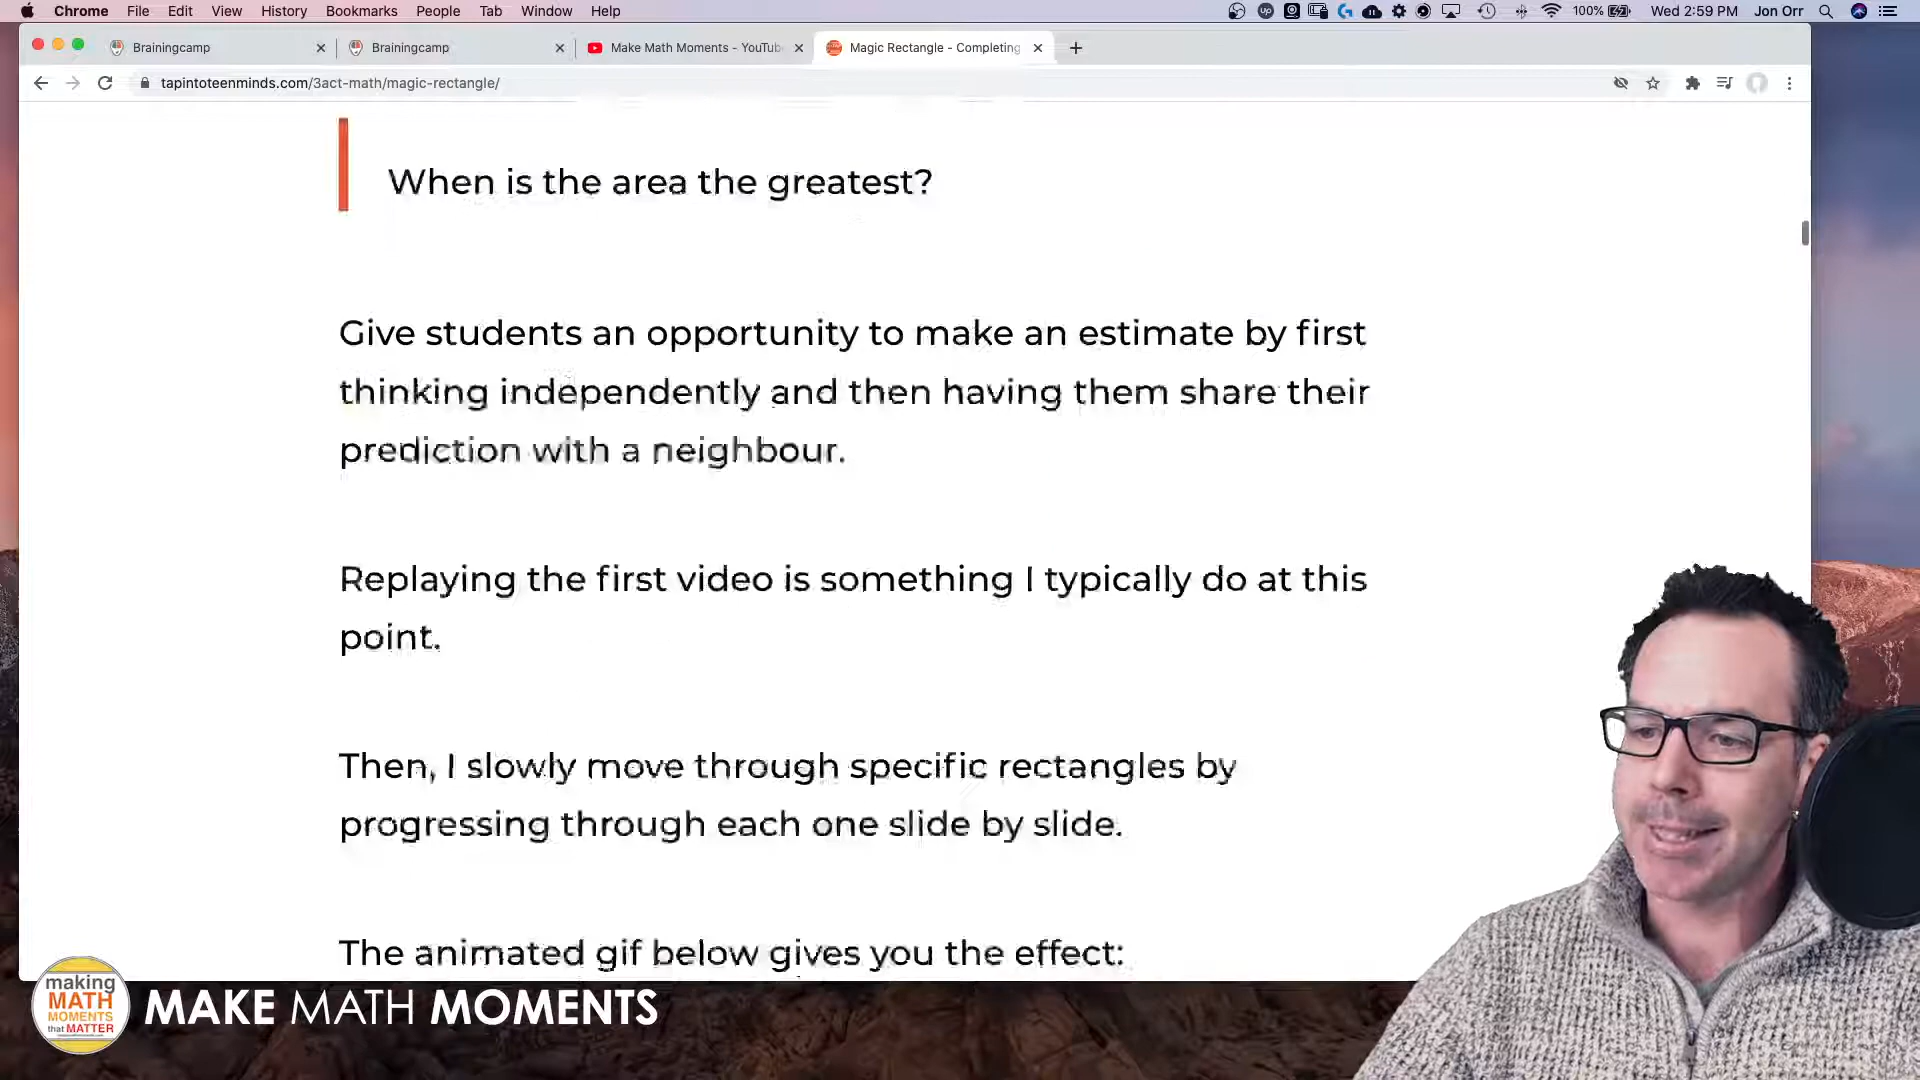 Chrome File Edit View History Bookmarks People Tab Window Help 100% Wed 2:59 PM Jon Orr
Brainingcamp Brainingcamp Make Math Moments - YouTub Magic Rectangle - Completing
tapintoteenminds.com/3act-math/magic-rectangle/
When is the area the greatest?
Give students an opportunity to make an estimate by first
thinking independently and then having them share their
prediction with a neighbour.
Replaying the first video is something I typically do at this
point.
Then, I slowly move through specific rectangles by
progressing through each one slide by slide.
The animated gif below gives you the effect:
making
MATH
MOMENTS
that MATTER
MAKE MATH MOMENTS